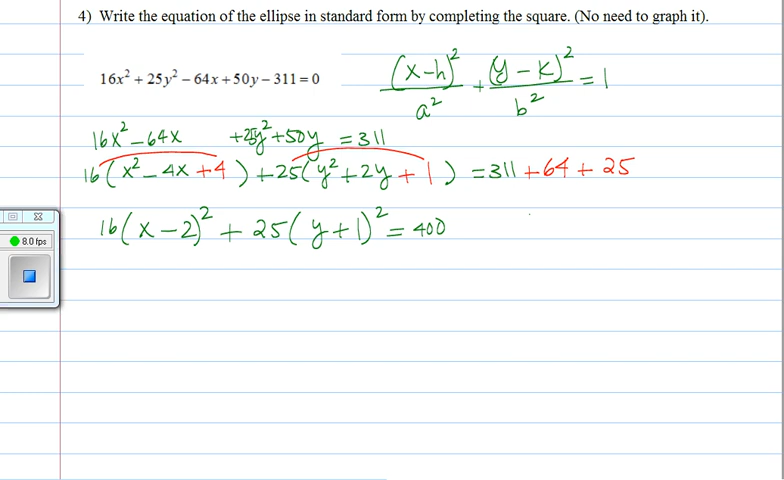 4) Write the equation of the ellipse in standard form by completing the square. (No need to graph it).
16x² + 25y² − 64x + 50y − 311 = 0
(x−h)²/a² + (y−k)²/b² = 1
16x² − 64x + 25y² + 50y = 311
16(x² − 4x + 4) + 25(y² + 2y + 1) = 311 + 64 + 25
16(x − 2)² + 25(y + 1)² = 400
8.0 fps